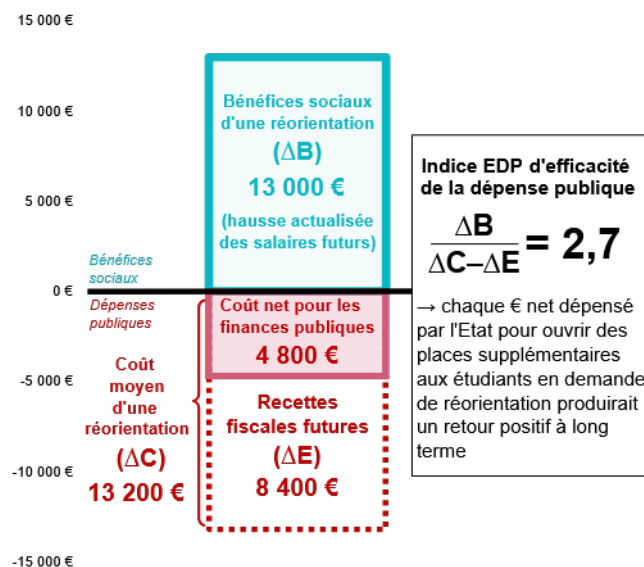 15 000 €
10 000 €
5 000 €
0 €
-5 000 €
-10 000 €
-15 000 €
Bénéfices sociaux
d'une réorientation
(ΔB)
13 000 €
(hausse actualisée
des salaires futurs)
Bénéfices
sociaux
Dépenses
publiques
Coût net pour les
finances publiques
4 800 €
Coût
moyen
d'une
réorientation
(ΔC)
13 200 €
Recettes
fiscales futures
(ΔE)
8 400 €
Indice EDP d'efficacité
de la dépense publique
ΔB
ΔC–ΔE
= 2,7
→ chaque € net dépensé
par l'Etat pour ouvrir des
places supplémentaires
aux étudiants en demande
de réorientation produirait
un retour positif à long
terme